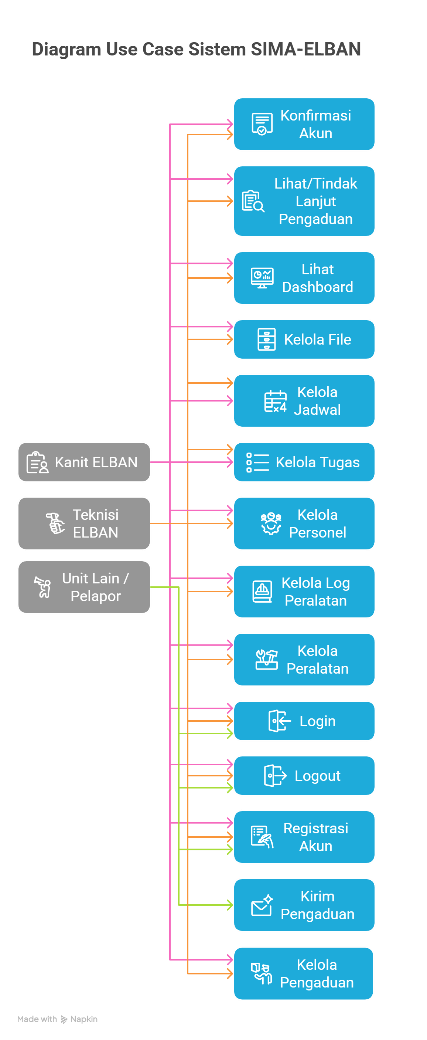 Diagram Use Case Sistem SIMA-ELBAN
Konfirmasi
Akun
Lihat/Tindak
Lanjut
Pengaduan
Lihat
Dashboard
Kelola File
Kelola
Jadwal
×4
Kanit ELBAN
Kelola Tugas
Teknisi
ELBAN
Kelola
Personel
Unit Lain /
Pelapor
Kelola Log
Peralatan
Kelola
Peralatan
Login
Logout
Registrasi
Akun
Kirim
Pengaduan
Kelola
Pengaduan
Made with Napkin